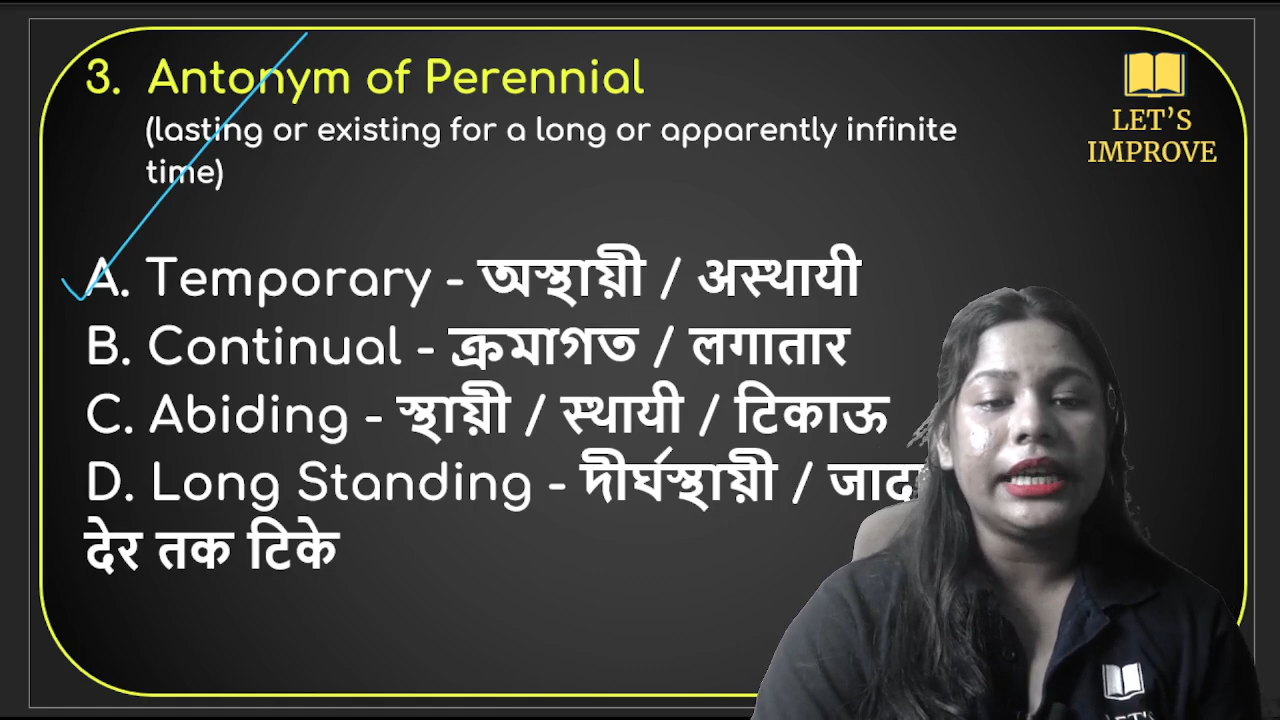 3. Antonym of Perennial
(lasting or existing for a long or apparently infinite
time)
LET'S
IMPROVE
A. Temporary - অস্থায়ী / अस्थायी
B. Continual - ক্রমাগত / लगातार
C. Abiding - স্থায়ী / स्थायी / टिकाऊ
D. Long Standing - দীর্ঘস্থায়ী /
देर तक टिके